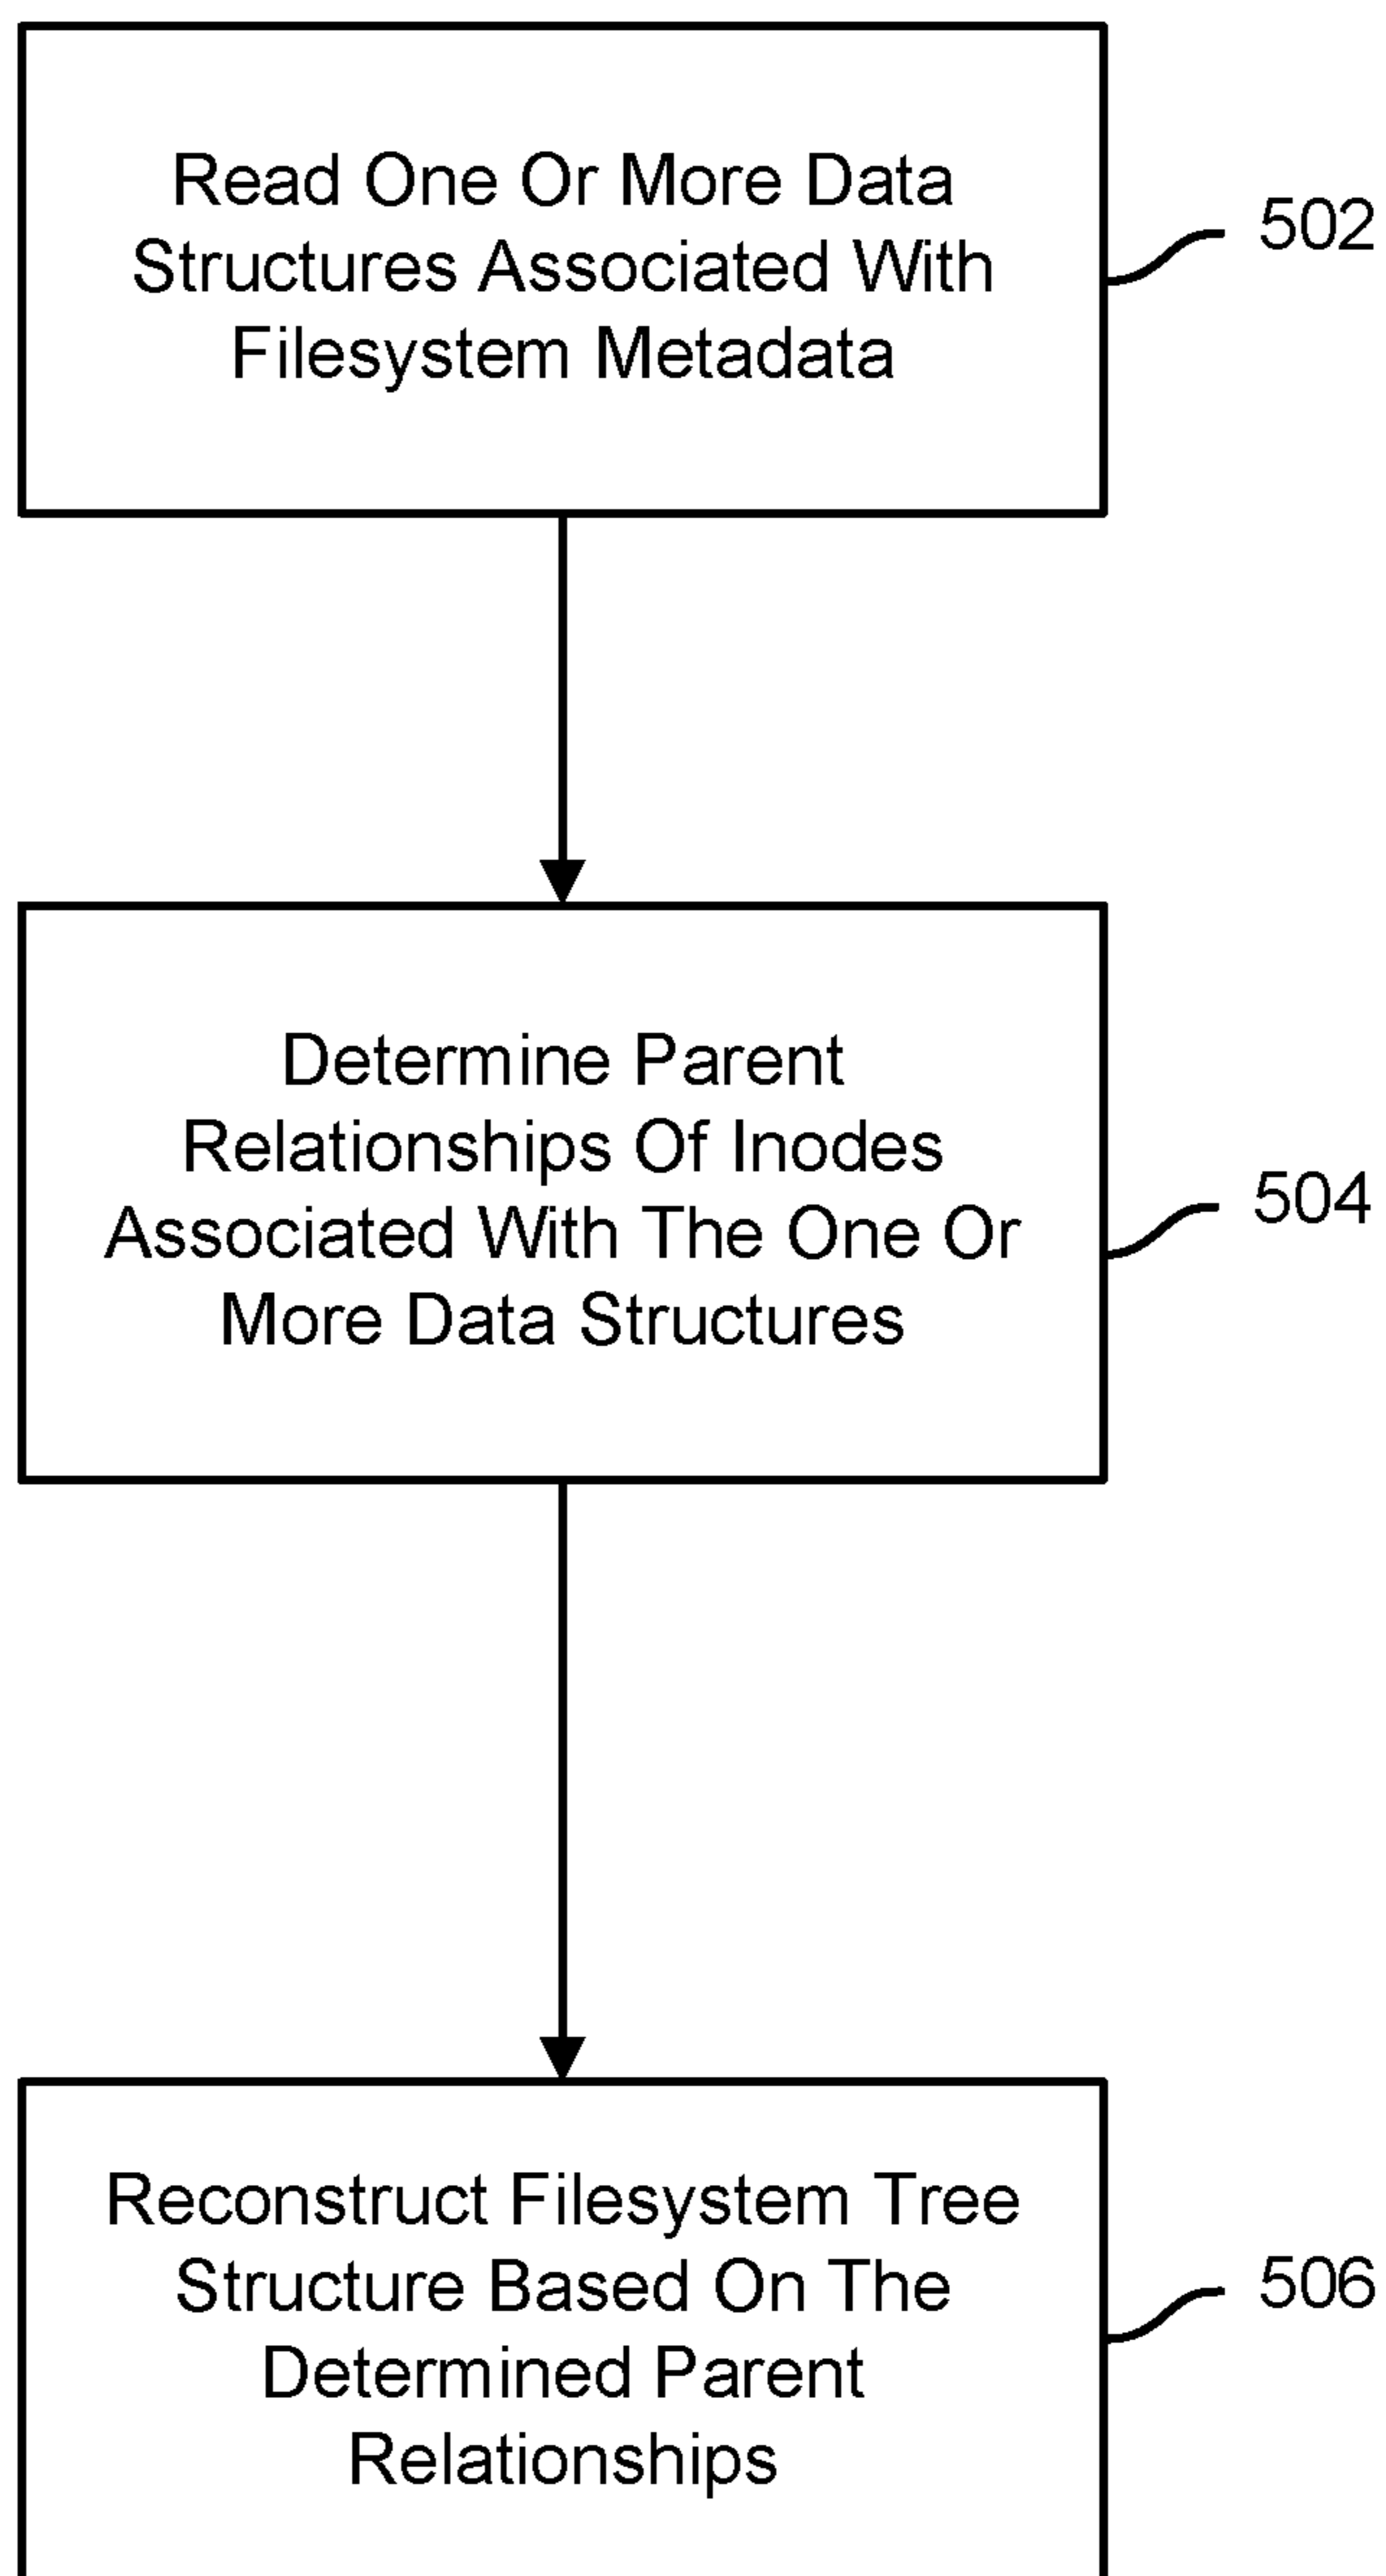 Read One Or More Data
Structures Associated With
Filesystem Metadata
502
Determine Parent
Relationships Of Inodes
Associated With The One Or
More Data Structures
504
Reconstruct Filesystem Tree
Structure Based On The
Determined Parent
Relationships
506